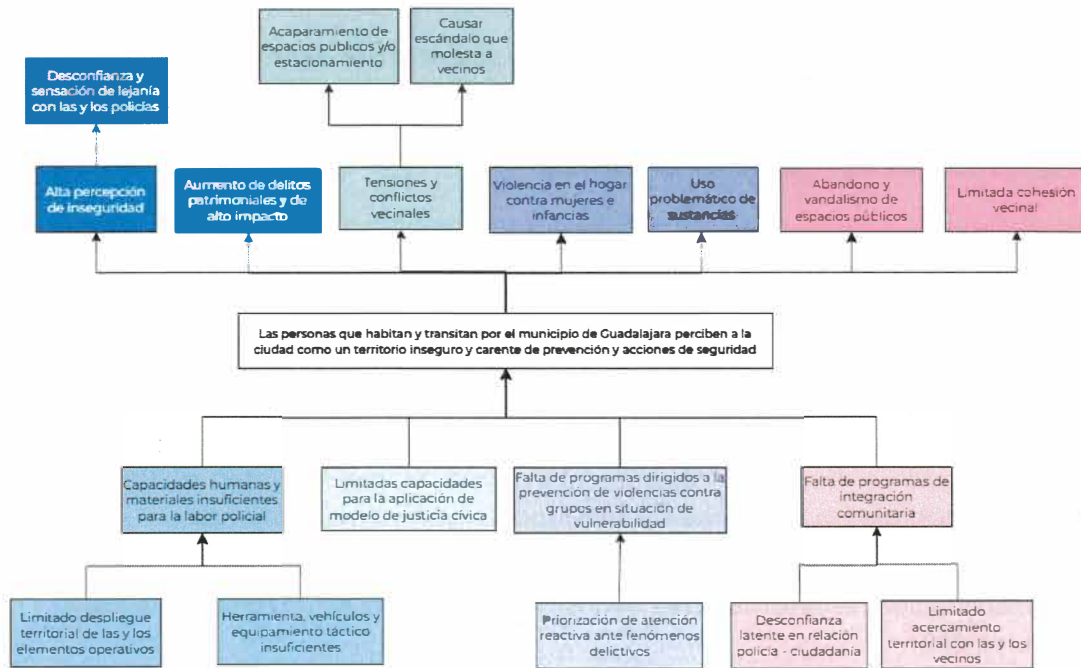 Acaparamiento de
espacios publicos y/o
estacionamiento
Causar
escándalo que
molesta a
vecinos
Desconfianza y
sensación de lejanía
con las y los policías
Alta percepción
de inseguridad
Aumento de delitos
patrimoniales y de
alto impacto
Tensiones y
conflictos
vecinales
Violencia en el hogar
contra mujeres e
infancias
Uso
problemático de
sustancias
Abandono y
vandalismo de
espacios públicos
Limitada cohesión
vecinal
Las personas que habitan y transitan por el municipio de Guadalajara perciben a la
ciudad como un territorio inseguro y carente de prevención y acciones de seguridad
Capacidades humanas y
materiales insuficientes
para la labor policial
Limitadas capacidades
para la aplicación de
modelo de justicia cívica
Falta de programas dirigidos a la
prevención de violencias contra
grupos en situación de
vulnerabilidad
Falta de programas de
integración
comunitaria
Limitado despliegue
territorial de las y los
elementos operativos
Herramienta, vehículos y
equipamiento táctico
insuficientes
Priorización de atención
reactiva ante fenómenos
delictivos
Desconfianza
latente en relación
policía - ciudadanía
Limitado
acercamiento
territorial con las y los
vecinos